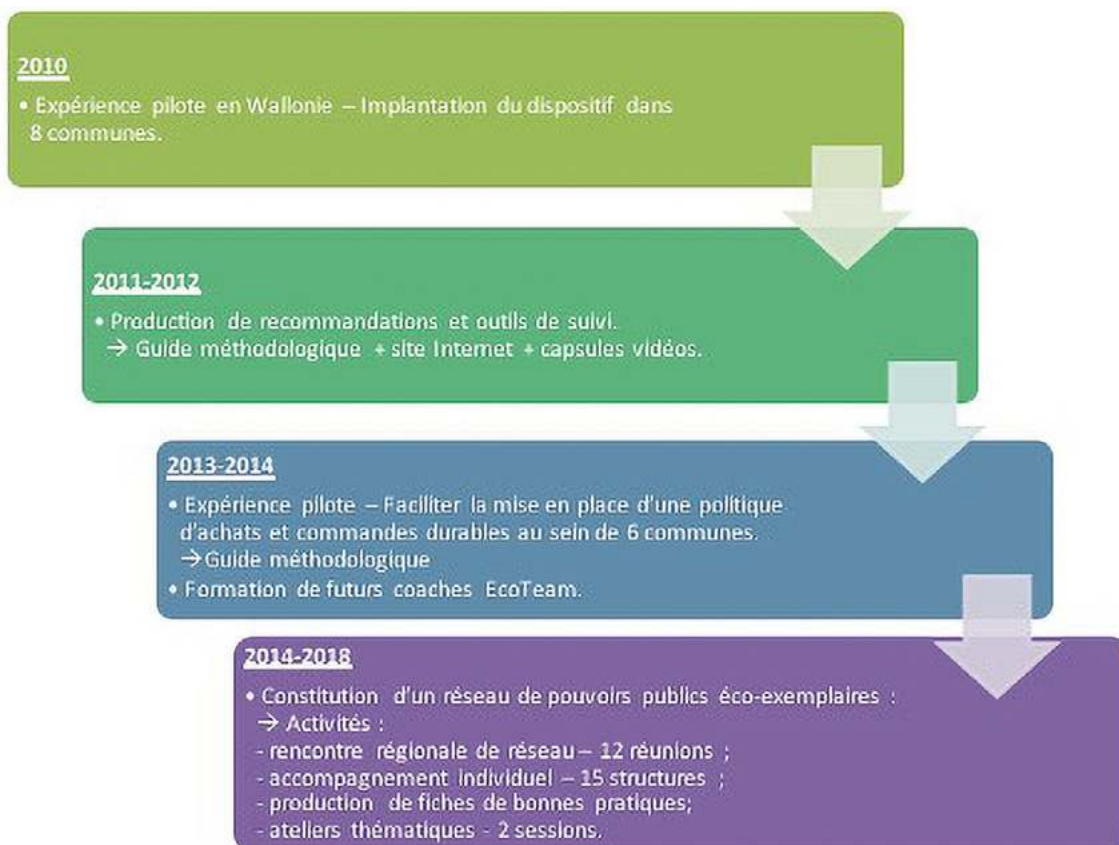 2010
• Expérience pilote en Wallonie – Implantation du dispositif dans
8 communes.
2011-2012
• Production de recommandations et outils de suivi.
→ Guide méthodologique + site Internet + capsules vidéos.
2013-2014
• Expérience pilote – Faciliter la mise en place d'une politique
d'achats et commandes durables au sein de 6 communes.
→Guide méthodologique
• Formation de futurs coaches EcoTeam.
2014-2018
• Constitution d'un réseau de pouvoirs publics éco-exemplaires :
→ Activités :
- rencontre régionale de réseau – 12 réunions ;
- accompagnement individuel – 15 structures ;
- production de fiches de bonnes pratiques;
- ateliers thématiques - 2 sessions.